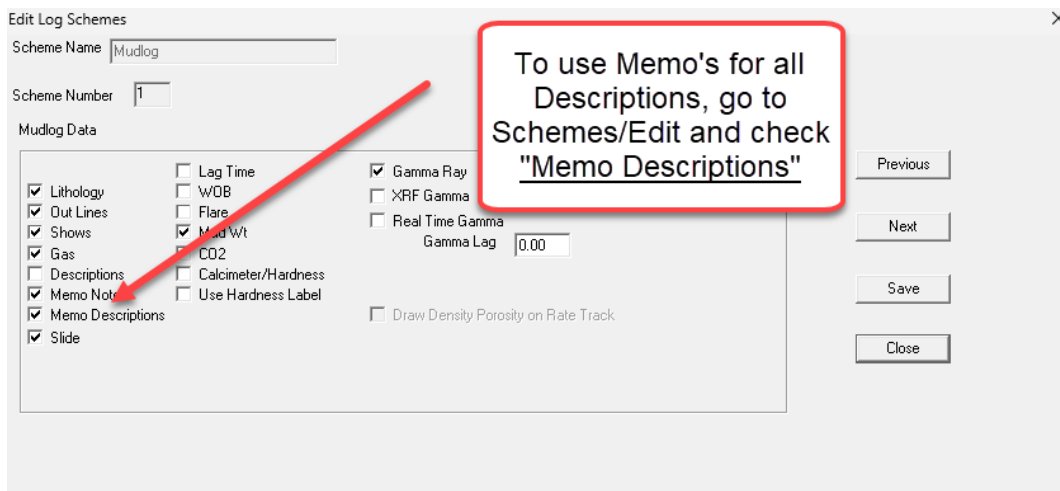 Edit Log Schemes
Scheme Name Mudlog
To use Memo's for all
Descriptions, go to
Schemes/Edit and check
"Memo Descriptions"
Scheme Number 1
Mudlog Data
Lithology
Out Lines
Shows
Gas
Descriptions
Memo Note
Memo Descriptions
Slide
Lag Time
WOB
Flare
Mud Wt
CO2
Calcimeter/Hardness
Use Hardness Label
Gamma Ray
XRF Gamma
Real Time Gamma
Gamma Lag 0.00
Draw Density Porosity on Rate Track
Previous
Next
Save
Close